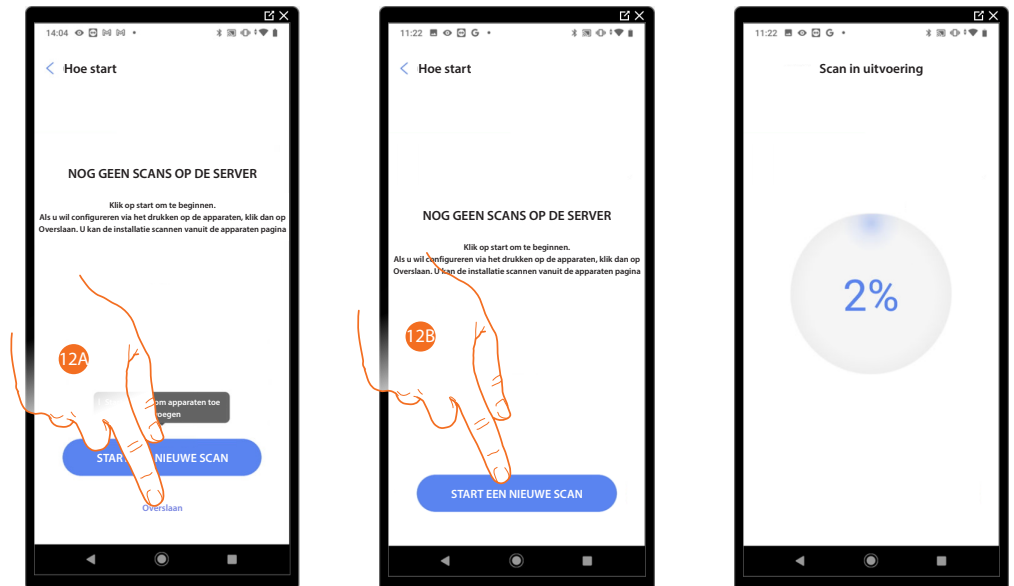 14:04
Hoe start
NOG GEEN SCANS OP DE SERVER
Klik op start om te beginnen.
Als u wil configureren via het drukken op de apparaten, klik dan op
Overslaan. U kan de installatie scannen vanuit de apparaten pagina
12A
om apparaten toe
START NIEUWE SCAN
Overslaan
11:22 G
Hoe start
NOG GEEN SCANS OP DE SERVER
Klik op start om te beginnen.
Als u wil configureren via het drukken op de apparaten, klik dan op
Overslaan. U kan de installatie scannen vanuit de apparaten pagina
12B
START EEN NIEUWE SCAN
11:22 G
Scan in uitvoering
2%